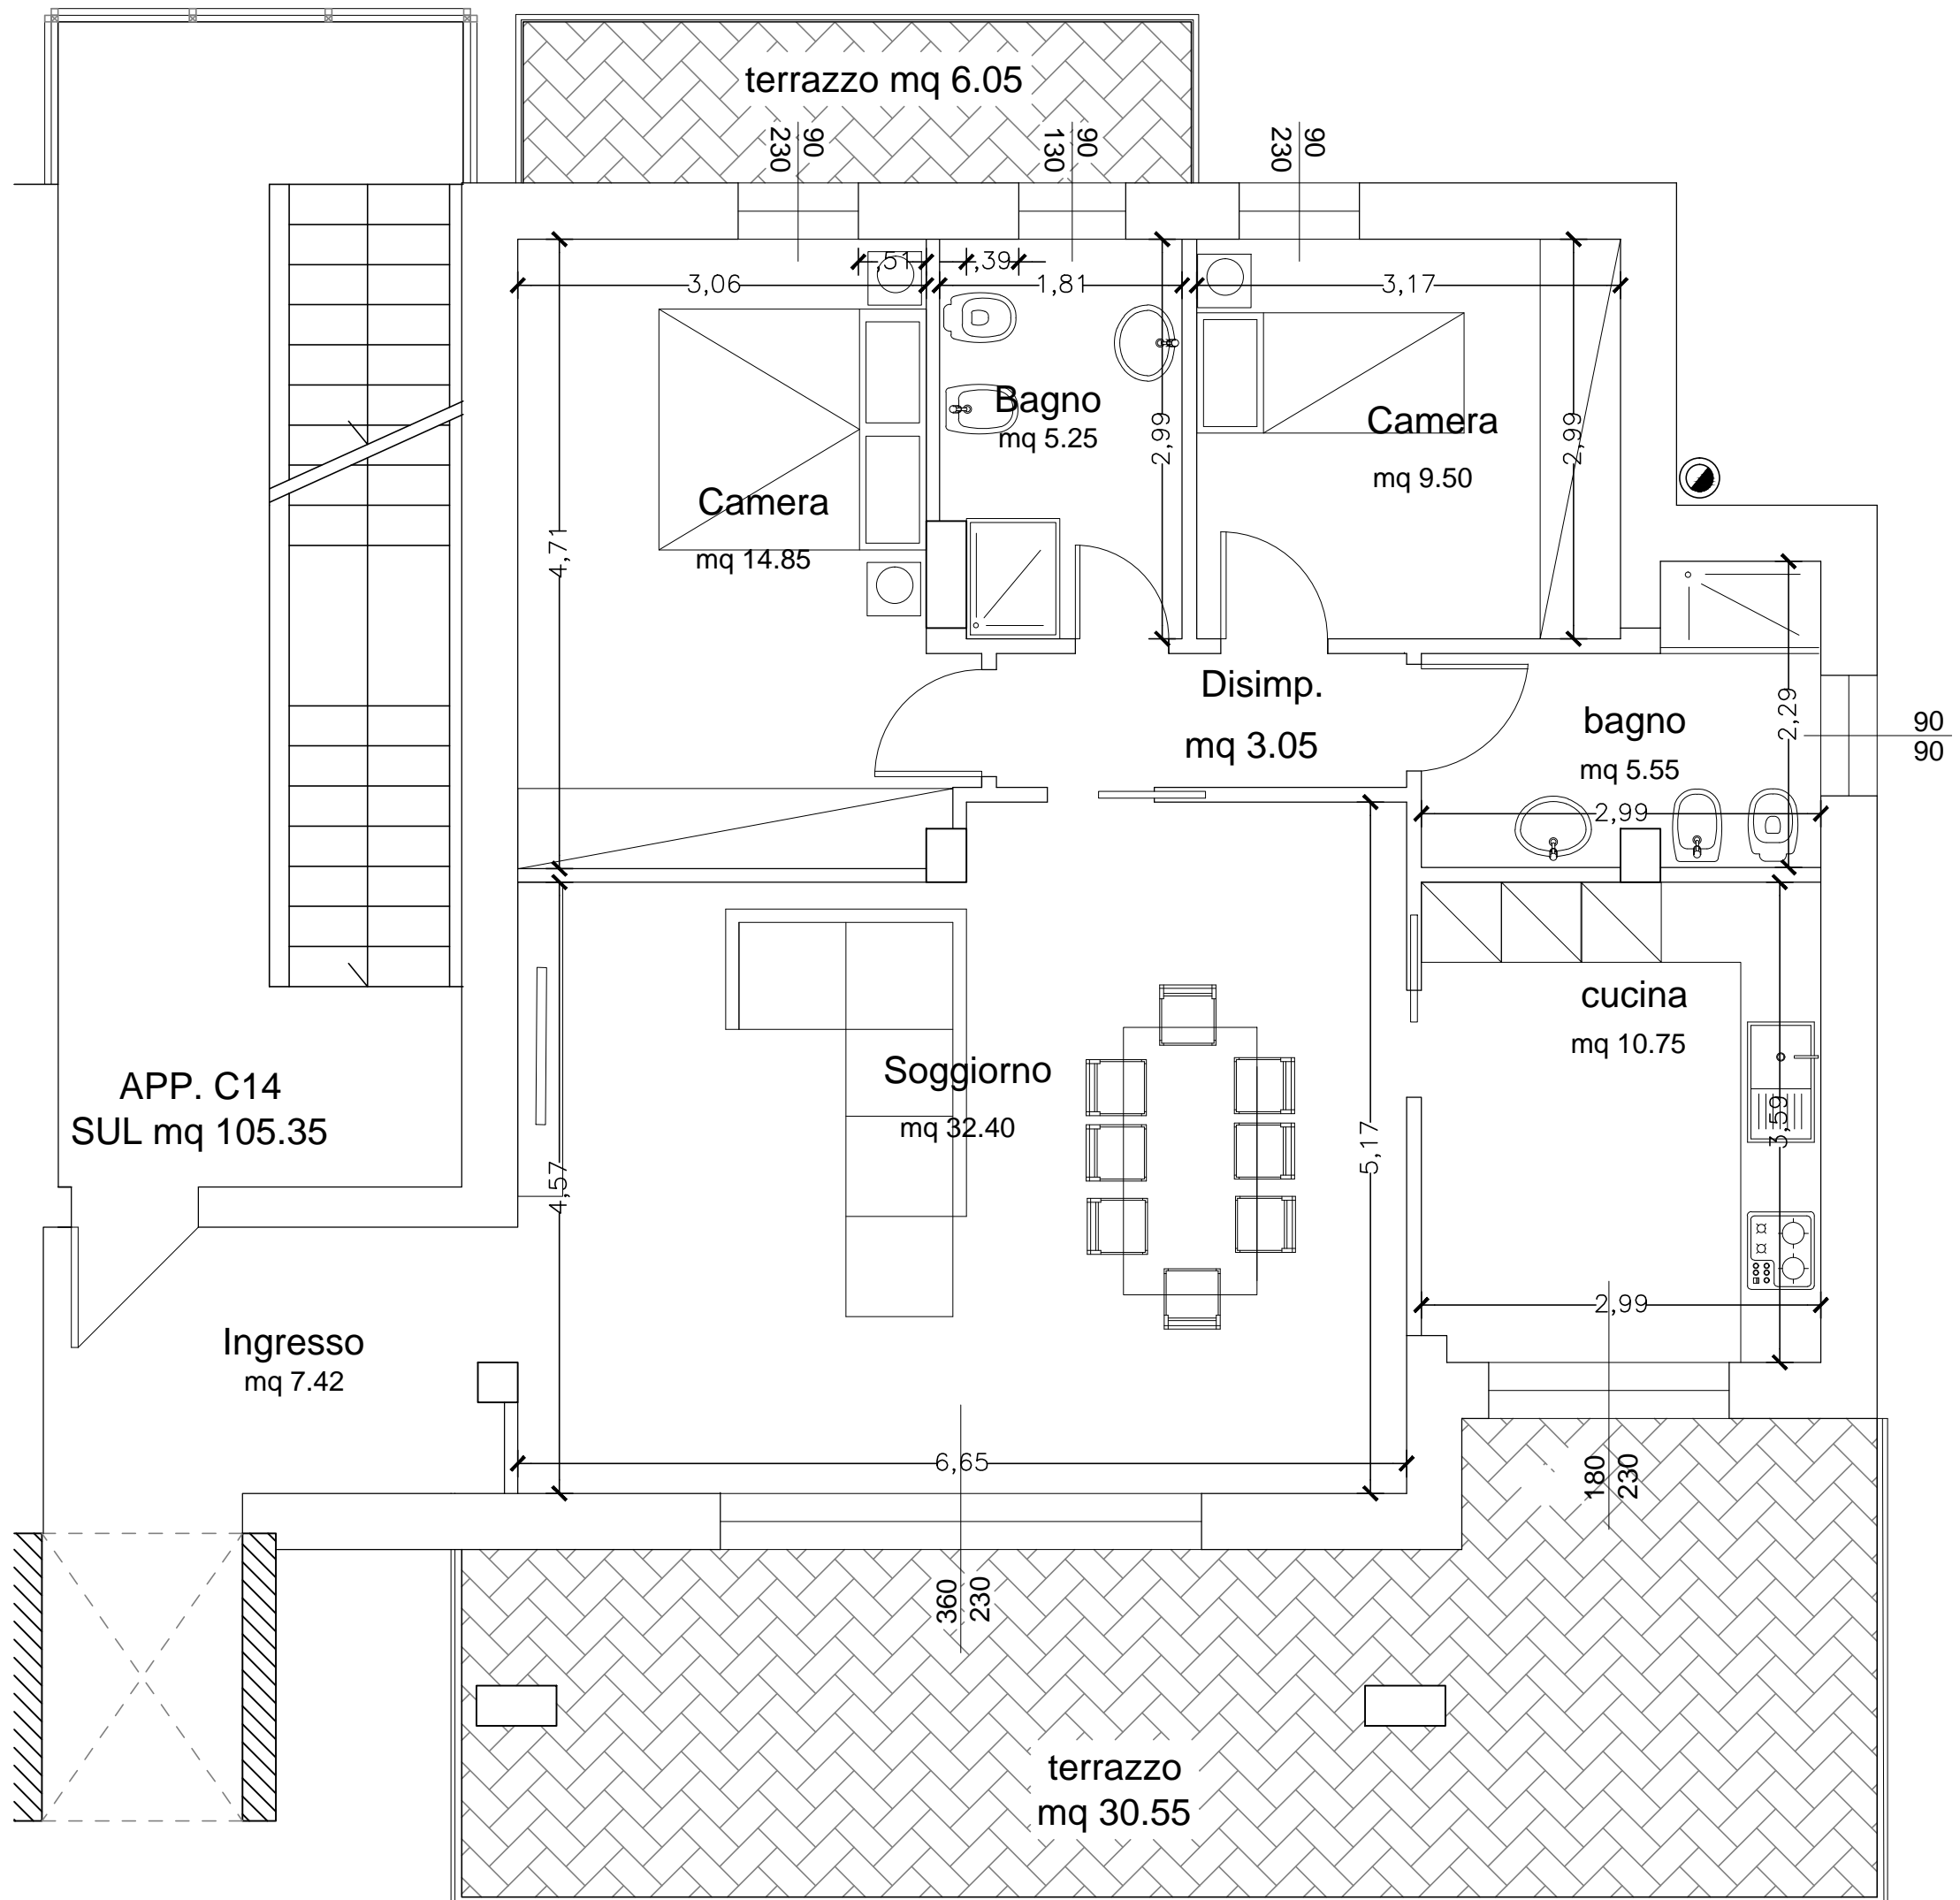 terrazzo mq 6.05
230
90
130
90
230
90
,51
,39
3,06
1,81
3,17
Bagno
mq 5.25
2,99
Camera
mq 9.50
2,99
Camera
mq 14.85
4,71
Disimp.
mq 3.05
bagno
mq 5.55
2,29
90
90
2,99
cucina
mq 10.75
Soggiorno
mq 32.40
APP. C14
SUL mq 105.35
3,59
5,17
4,57
2,99
Ingresso
mq 7.42
6,65
180
230
360
230
terrazzo
mq 30.55